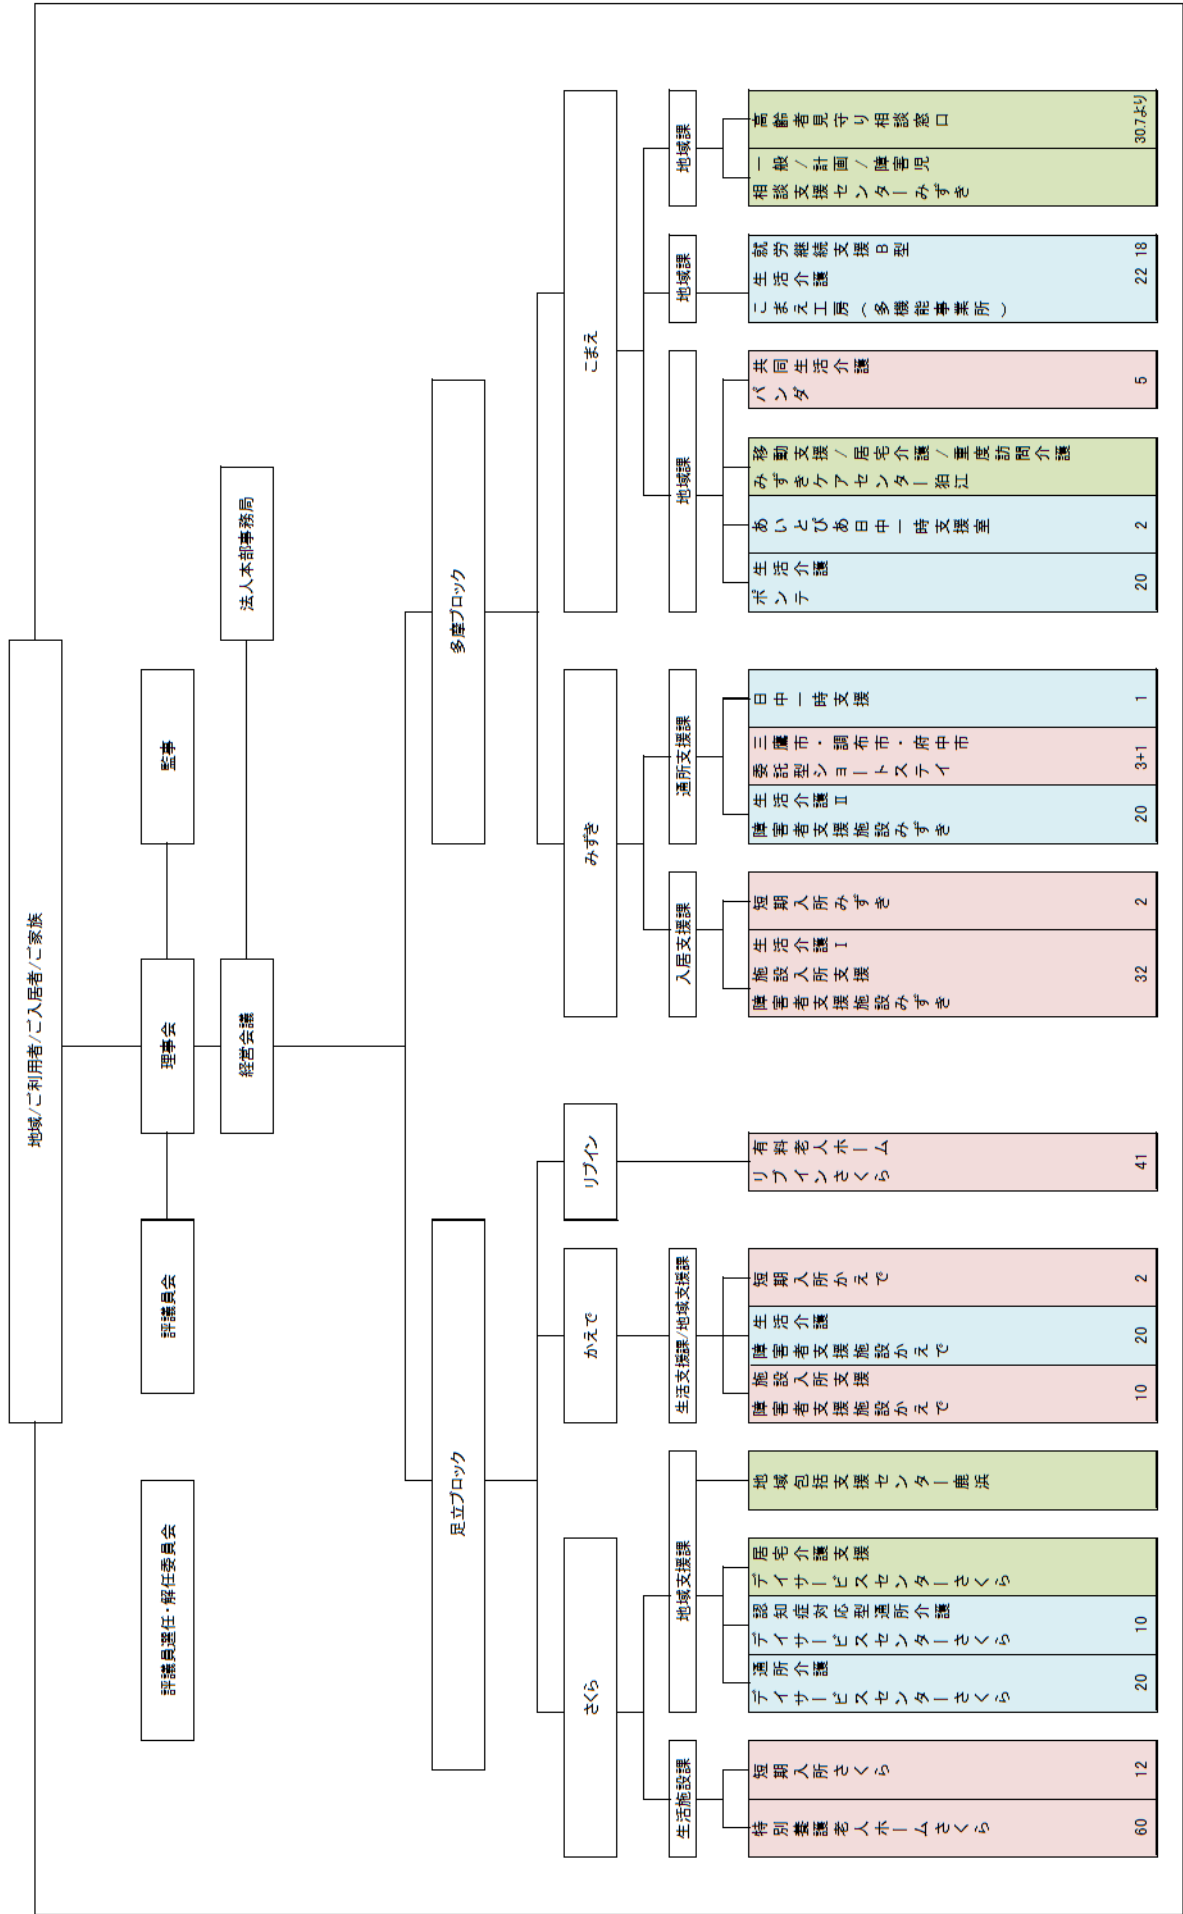 地域/ご利用者/ご入居者/ご家族
評議員選任・解任委員会
評議員会
理事会
監事
経営会議
法人本部事務局
足立ブロック
多摩ブロック
さくら
かえで
リブイン
みずき
こまえ
生活施設課
地域支援課
生活支援課/地域支援課
入居支援課
通所支援課
地域課
地域課
地域課
特別養護老人ホームさくら
60
短期入所さくら
12
通所介護
デイサービスセンターさくら
20
認知症対応型通所介護
デイサービスセンターさくら
10
居宅介護支援
デイサービスセンターさくら
地域包括支援センター鹿浜
施設入所支援
障害者支援施設かえで
10
生活介護
障害者支援施設かえで
20
短期入所かえで
2
有料老人ホーム
リブインさくら
41
生活介護Ⅰ
施設入所支援
障害者支援施設みずき
32
短期入所みずき
2
生活介護Ⅱ
障害者支援施設みずき
20
三鷹市・調布市・府中市
委託型ショートステイ
3+1
日中一時支援
1
生活介護
ポンテ
20
あいとぴあ日中一時支援室
2
移動支援/居宅介護/重度訪問介護
みずきケアセンター狛江
共同生活介護
パンダ
5
就労継続支援B型
生活介護
こまえ工房(多機能事業所)
22 18
一般/計画/障害児
相談支援センターみずき
高齢者見守り相談窓口
30.7より